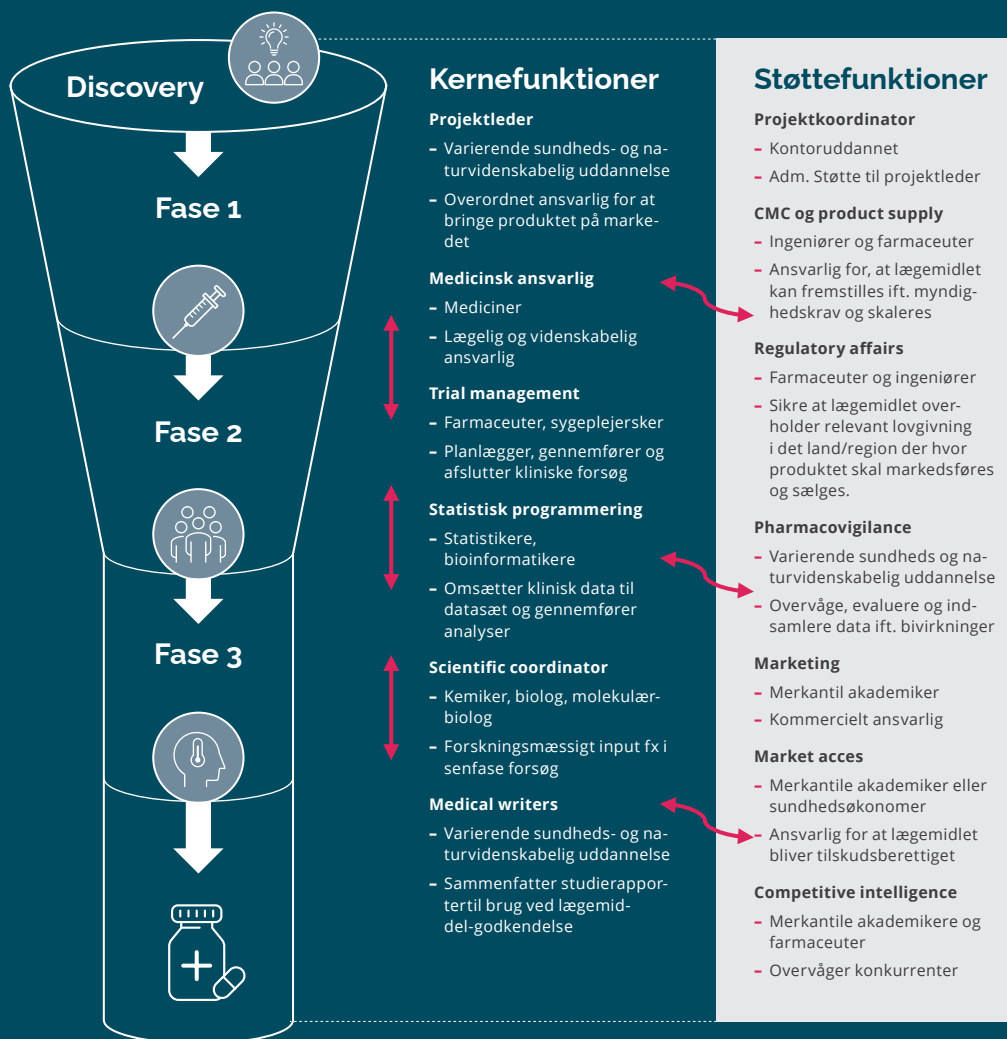 Discovery
Fase 1
Fase 2
Fase 3
Kernefunktioner
Projektleder
– Varierende sundheds- og na-
turvidenskabelig uddannelse
– Overordnet ansvarlig for at
bringe produktet på marke-
det
Medicinsk ansvarlig
– Mediciner
– Lægelig og videnskabelig
ansvarlig
Trial management
– Farmaceuter, sygeplejersker
– Planlægger, gennemfører og
afslutter kliniske forsøg
Statistisk programmering
– Statistikere,
bioinformatikere
– Omsætter klinisk data til
datasæt og gennemfører
analyser
Scientific coordinator
– Kemiker, biolog, molekulær-
biolog
– Forskningsmæssigt input fx i
senfase forsøg
Medical writers
– Varierende sundheds- og na-
turvidenskabelig uddannelse
– Sammenfatter studierappor-
tertil brug ved lægemid-
del-godkendelse
Støttefunktioner
Projektkoordinator
– Kontoruddannet
– Adm. Støtte til projektleder
CMC og product supply
– Ingeniører og farmaceuter
– Ansvarlig for, at lægemidlet
kan fremstilles ift. myndig-
hedskrav og skaleres
Regulatory affairs
– Farmaceuter og ingeniører
– Sikre at lægemidlet over-
holder relevant lovgivning
i det land/region der hvor
produktet skal markedsføres
og sælges.
Pharmacovigilance
– Varierende sundheds og na-
turvidenskabelig uddannelse
– Overvåge, evaluere og ind-
samlere data ift. bivirkninger
Marketing
– Merkantil akademiker
– Kommercielt ansvarlig
Market acces
– Merkantile akademiker eller
sundhedsøkonomer
– Ansvarlig for at lægemidlet
bliver tilskudsberettiget
Competitive intelligence
– Merkantile akademikere og
farmaceuter
– Overvåger konkurrenter